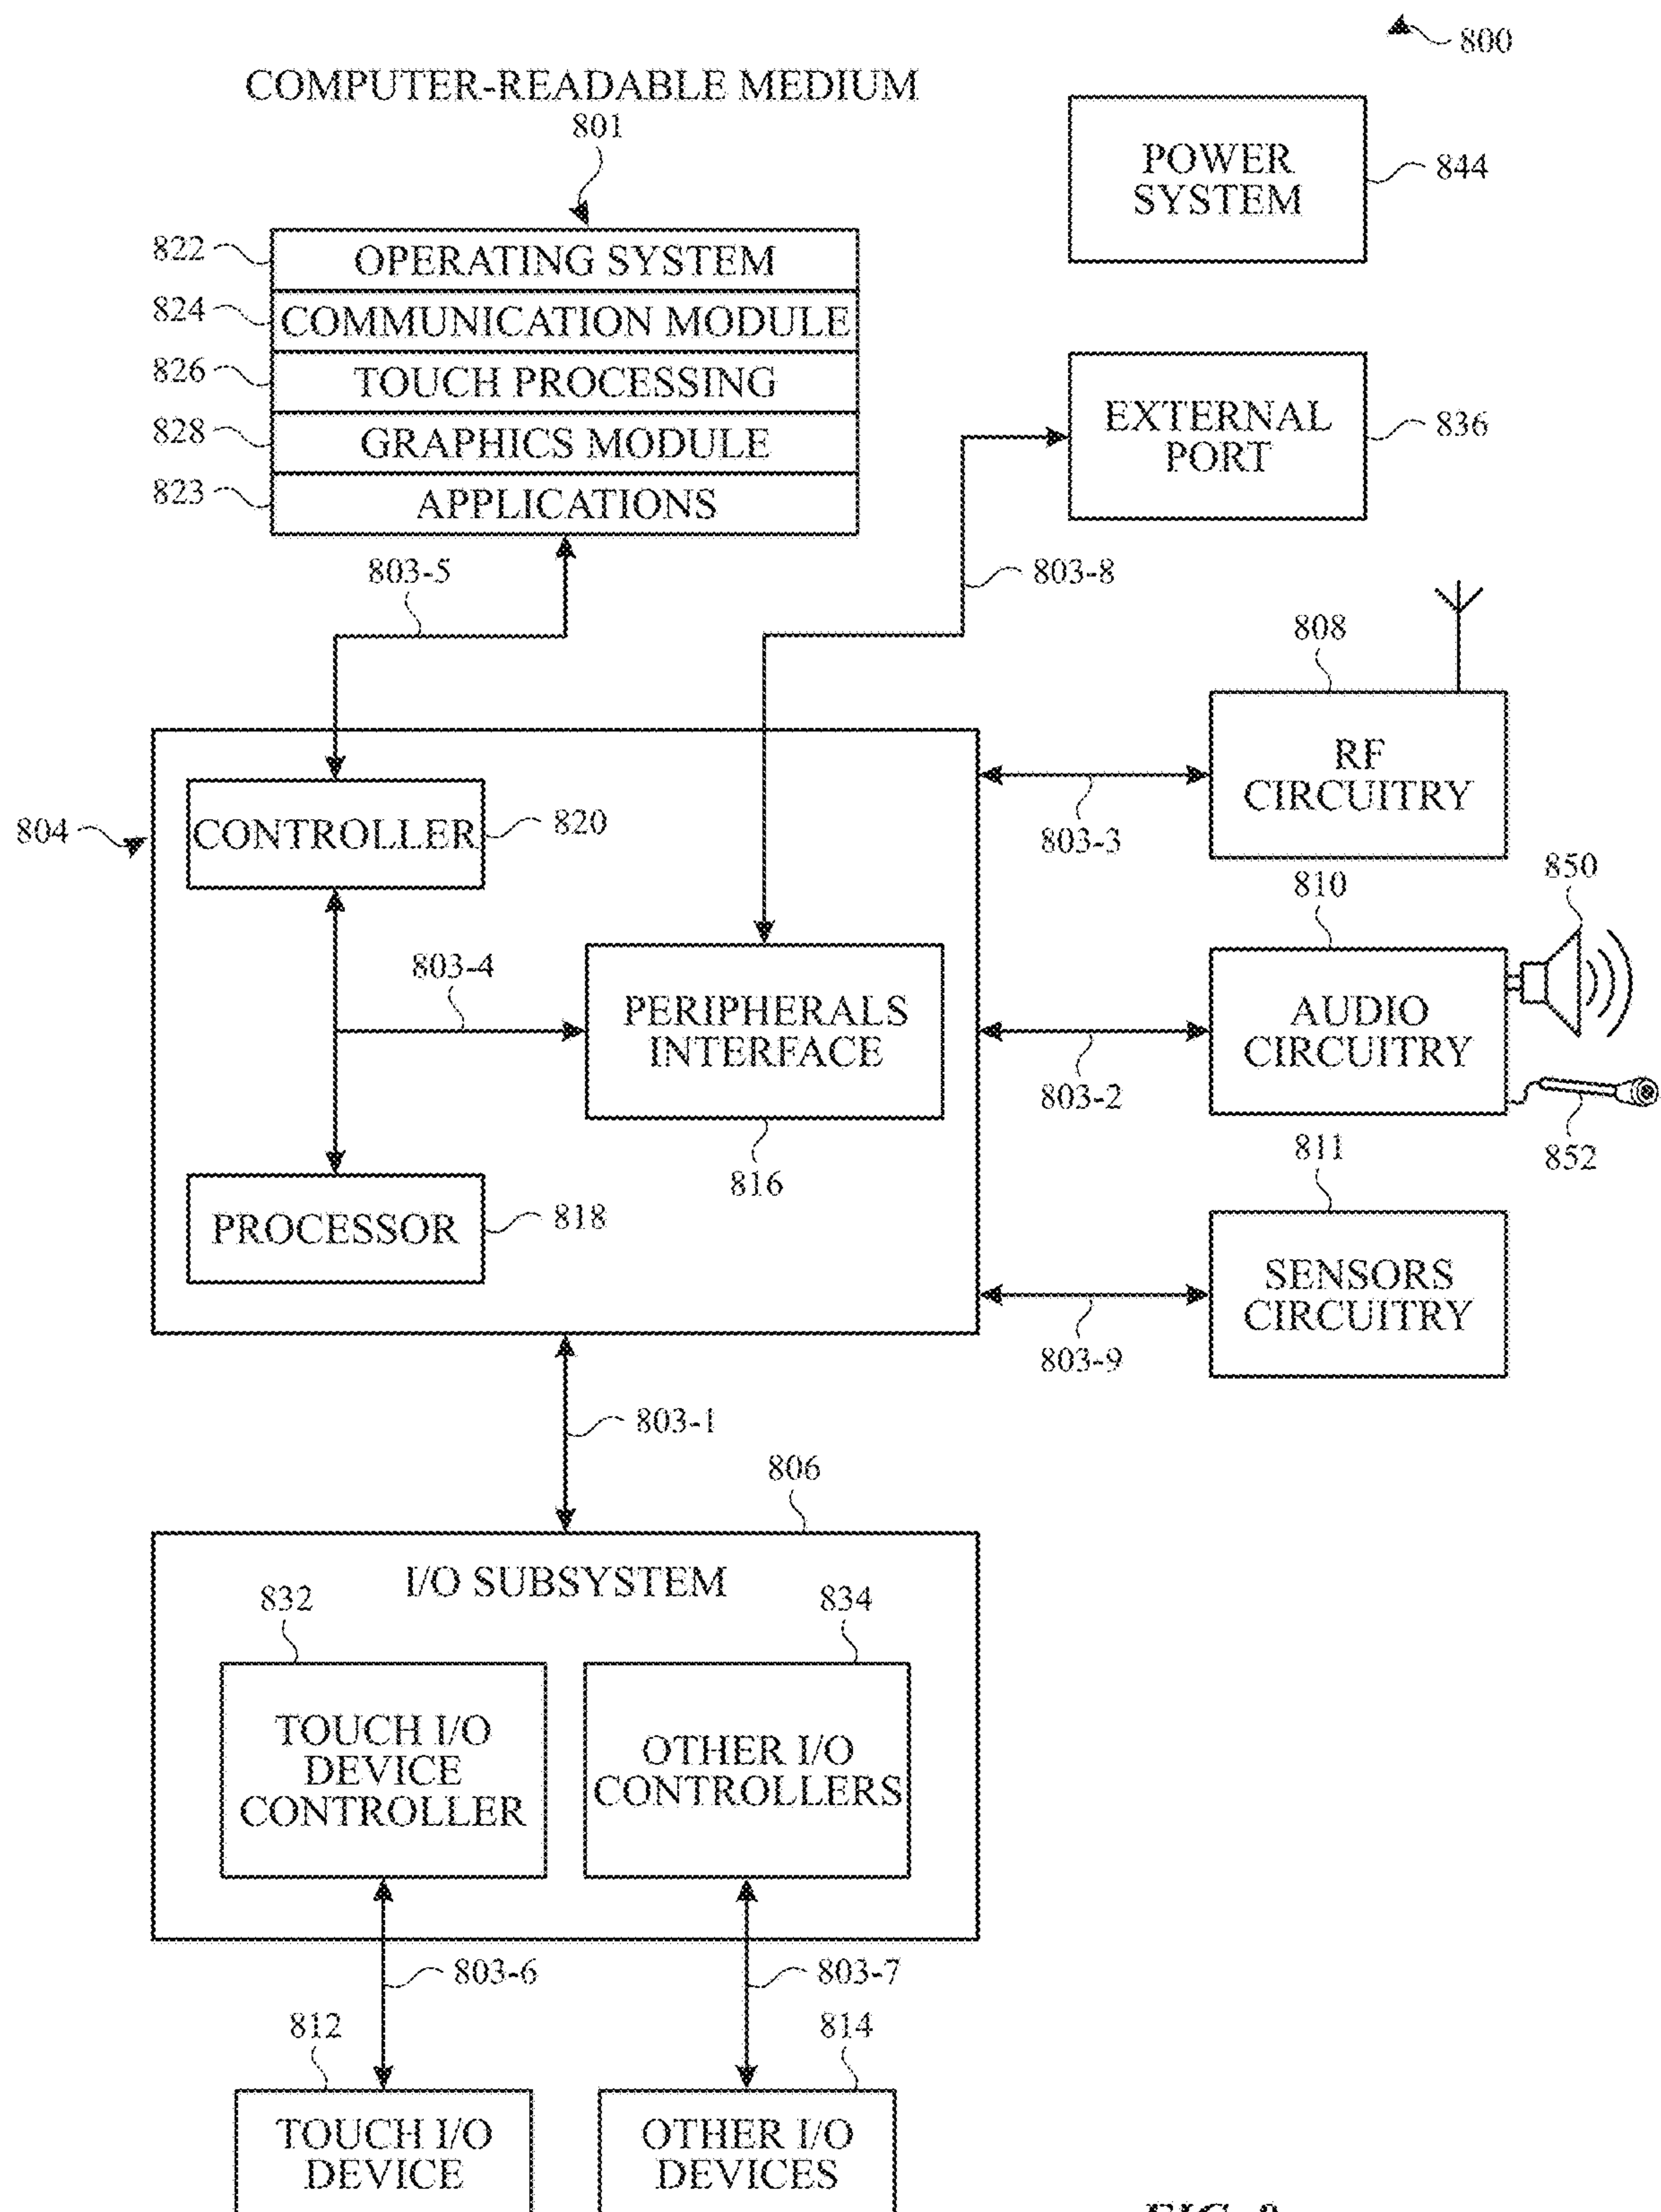 800
COMPUTER-READABLE MEDIUM
801
POWER
SYSTEM
844
822
OPERATING SYSTEM
824
COMMUNICATION MODULE
826
TOUCH PROCESSING
828
GRAPHICS MODULE
823
APPLICATIONS
EXTERNAL
PORT
836
803-5
803-8
808
RF
CIRCUITRY
804
CONTROLLER
820
803-3
810
850
803-4
PERIPHERALS
INTERFACE
816
AUDIO
CIRCUITRY
803-2
852
811
PROCESSOR
818
SENSORS
CIRCUITRY
803-9
803-1
806
I/O SUBSYSTEM
832
834
TOUCH I/O
DEVICE
CONTROLLER
OTHER I/O
CONTROLLERS
803-6
803-7
812
814
TOUCH I/O
DEVICE
OTHER I/O
DEVICES